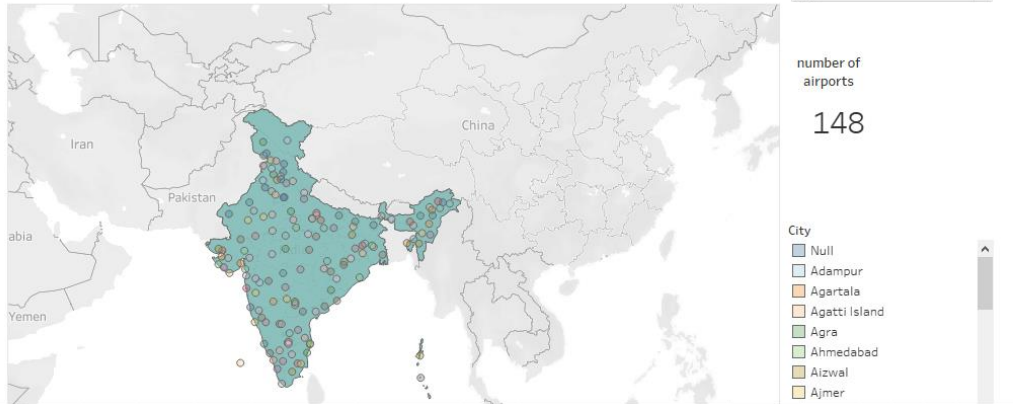 Iran
China
Pakistan
abia
Yemen
number of
airports
148
City
Null
Adampur
Agartala
Agatti Island
Agra
Ahmedabad
Aizwal
Ajmer